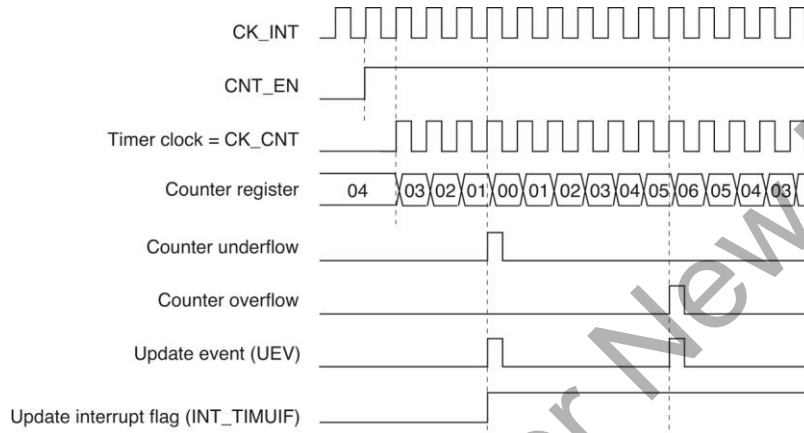 CK_INT
CNT_EN
Timer clock = CK_CNT
Counter register 04 03 02 01 00 01 02 03 04 05 06 05 04 03
Counter underflow
Counter overflow
Update event (UEV)
Update interrupt flag (INT_TIMUIF)
r New